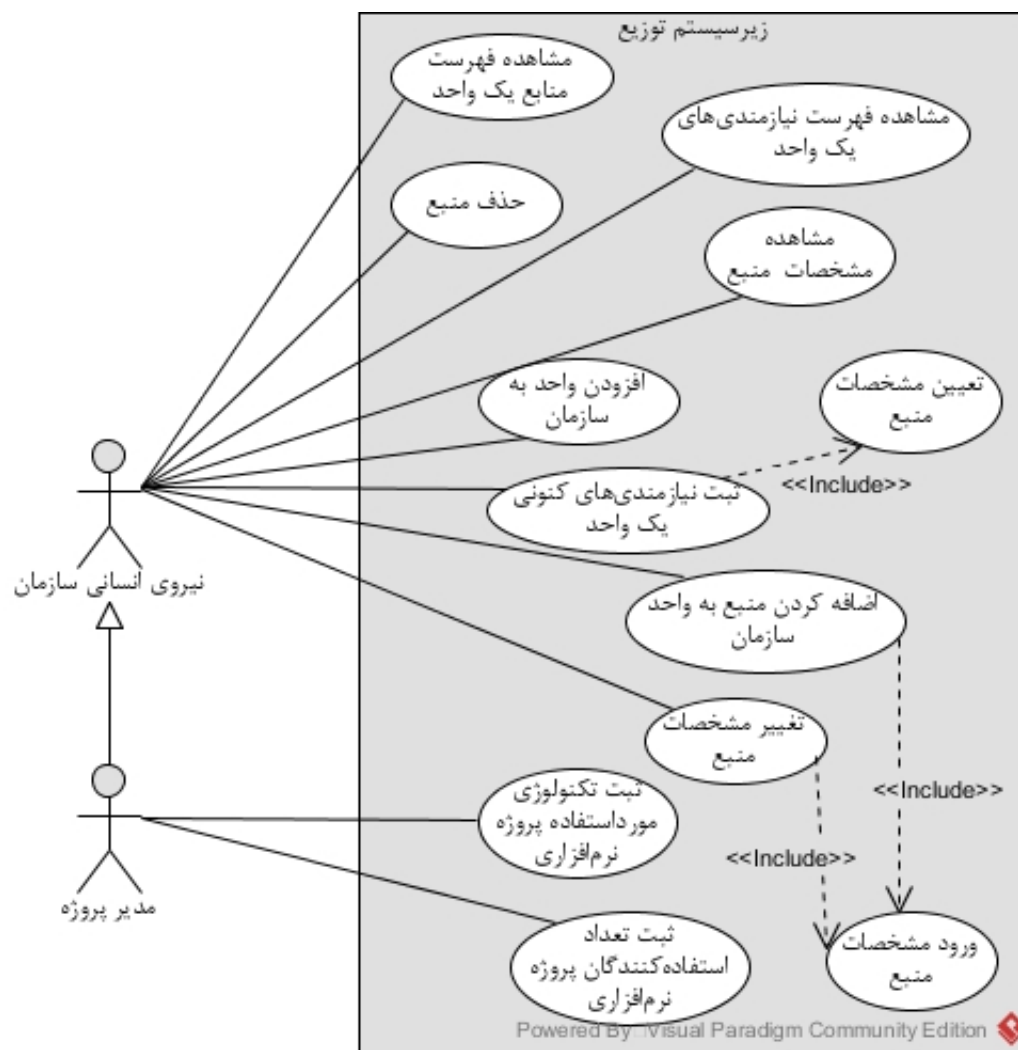 زیرسیستم توزیع
مشاهده فهرست
منابع یک واحد
مشاهده فهرست نیازمندی‌های
یک واحد
حذف منبع
مشاهده
مشخصات منبع
افزودن واحد به
سازمان
تعیین مشخصات
منبع
<<Include>>
ثبت نیازمندی‌های کنونی
یک واحد
نیروی انسانی سازمان
اضافه کردن منبع به واحد
سازمان
تغییر مشخصات
منبع
<<Include>>
ثبت تکنولوژی
مورداستفاده پروژه
نرم‌افزاری
<<Include>>
مدیر پروژه
ثبت تعداد
استفاده‌کنندگان پروژه
نرم‌افزاری
ورود مشخصات
منبع
Powered By Visual Paradigm Community Edition